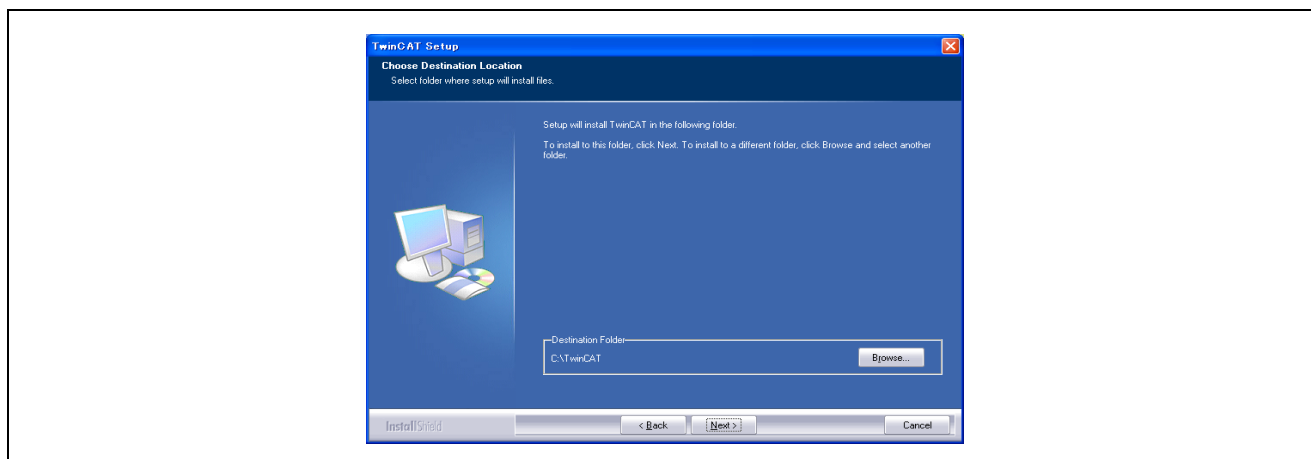 TwinCAT Setup
Choose Destination Location
Select folder where setup will install files.
Setup will install TwinCAT in the following folder.
To install to this folder, click Next. To install to a different folder, click Browse and select another
folder.
Destination Folder
C:\TwinCAT
Browse...
InstallShield
< Back
Next >
Cancel